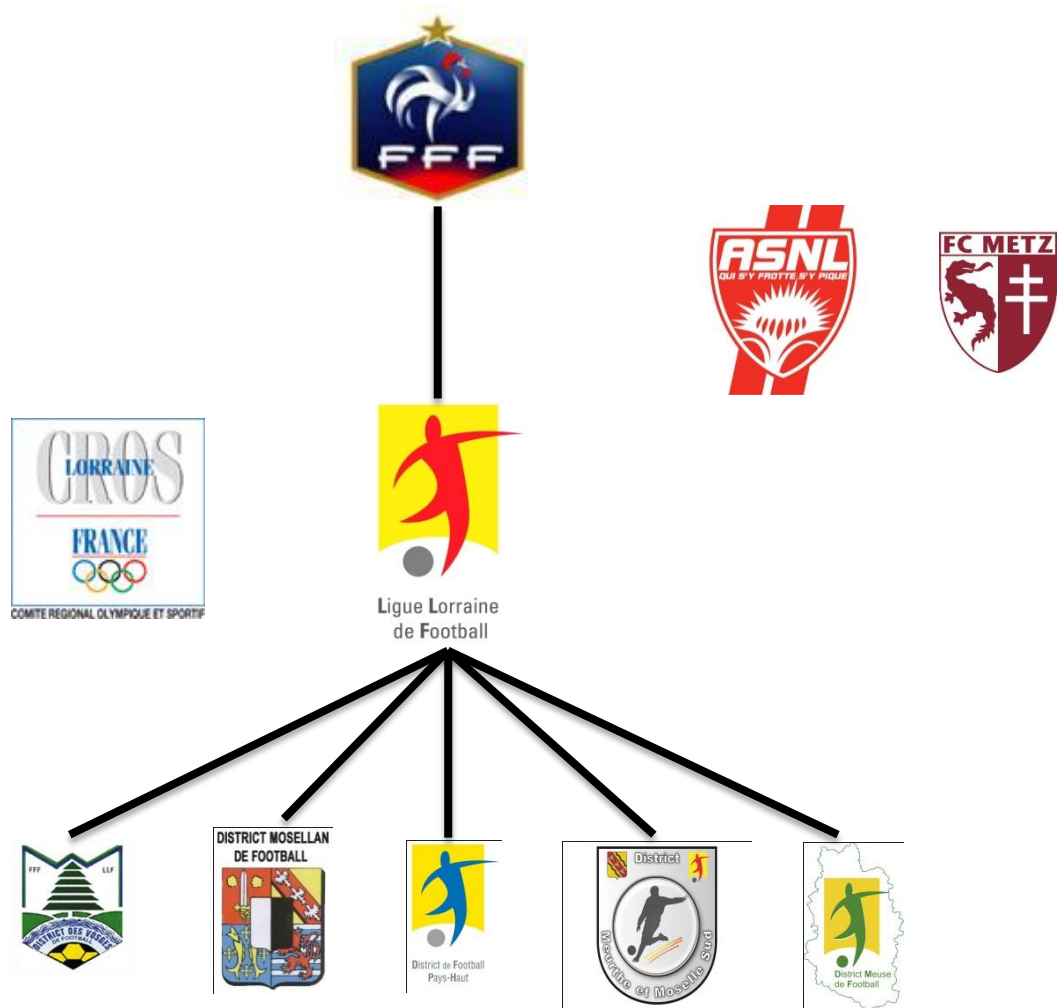 FFF
ASNL
QUI S'Y FROTTE S'Y PIQUE
FC METZ
CROS
LORRAINE
FRANCE
COMITE REGIONAL OLYMPIQUE ET SPORTIF
Ligue Lorraine
de Football
FFF LLF
DISTRICT DES VOSGES
DE FOOTBALL
DISTRICT MOSELLAN
DE FOOTBALL
District de Football
Pays-Haut
District
Meurthe et Moselle Sud
District Meuse
de Football